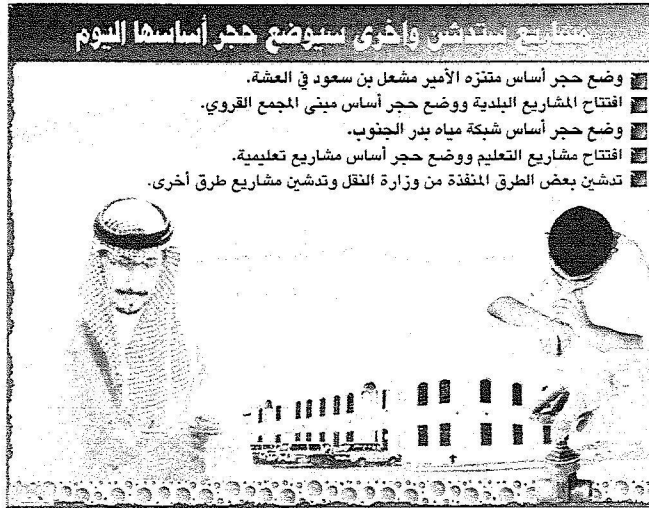 مشاريع ستدشن وأخرى سيوضع حجر أساسها اليوم
وضع حجر أساس متنزه الأمير مشعل بن سعود في العشة.
افتتاح المشاريع البلدية ووضع حجر أساس مبنى المجمع القروي.
وضع حجر أساس شبكة مياه بدر الجنوب.
افتتاح مشاريع التعليم ووضع حجر أساس مشاريع تعليمية.
تدشين بعض الطرق المنفذة من وزارة النقل وتدشين مشاريع طرق أخرى.